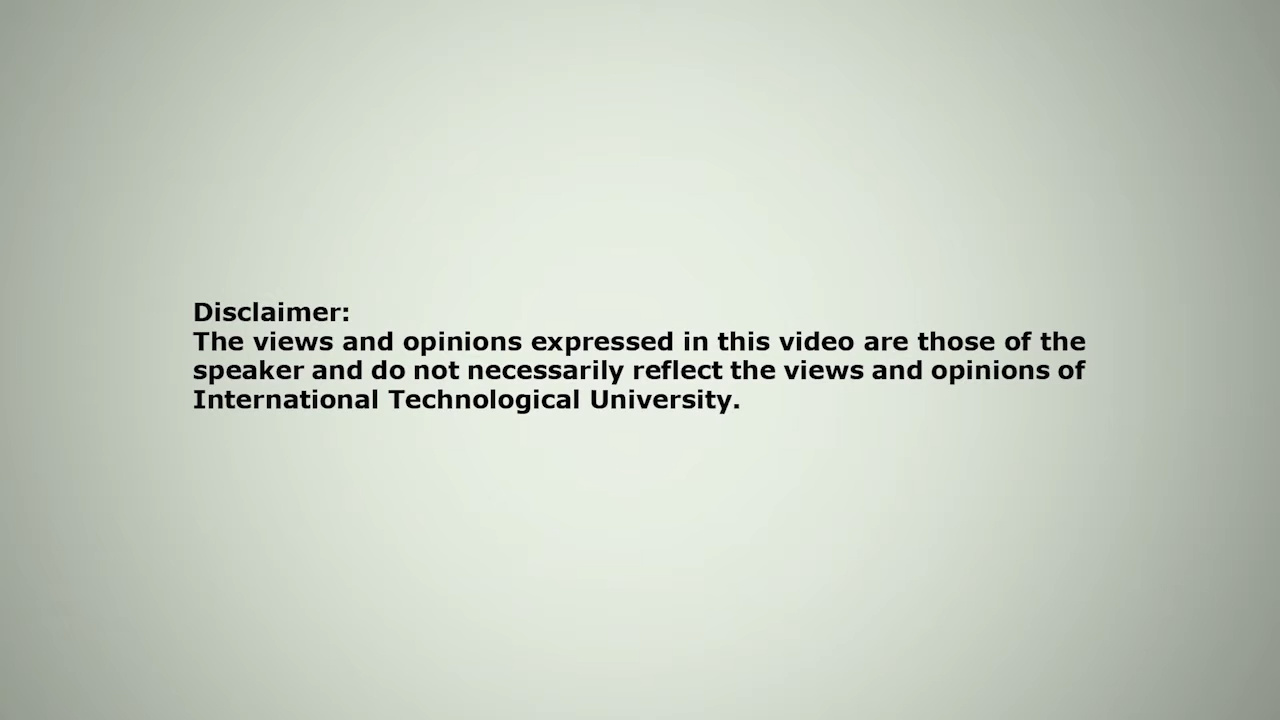 Disclaimer:
The views and opinions expressed in this video are those of the
speaker and do not necessarily reflect the views and opinions of
International Technological University.